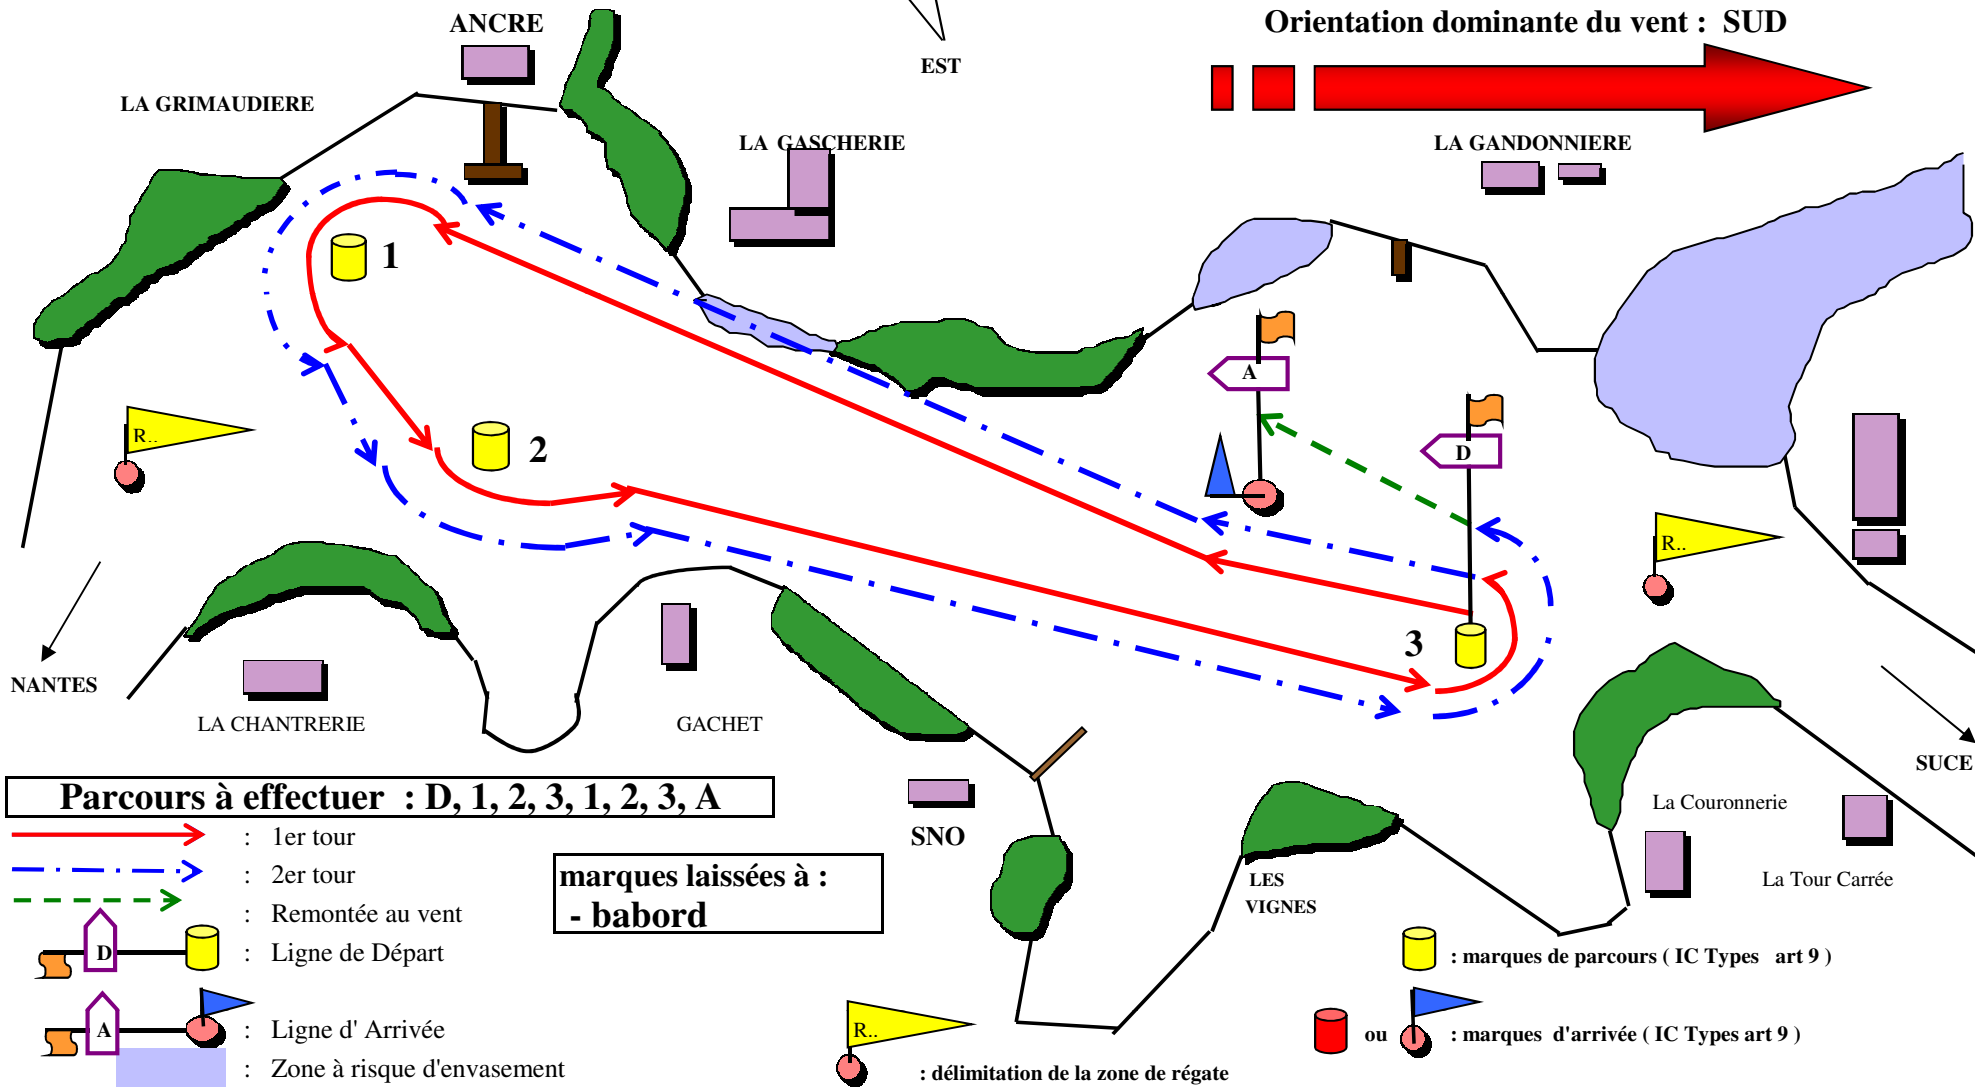 ANCRE
Orientation dominante du vent : SUD
EST
LA GRIMAUDIERE
LA GASCHERIE
LA GANDONNIERE
1
A
R..
2
D
R..
3
NANTES
LA CHANTRERIE
GACHET
SUCE
Parcours à effectuer : D, 1, 2, 3, 1, 2, 3, A
La Couronnerie
: 1er tour
SNO
marques laissées à :
- babord
: 2er tour
LES
VIGNES
La Tour Carrée
: Remontée au vent
D
: Ligne de Départ
: marques de parcours ( IC Types art 9 )
A
: Ligne d' Arrivée
R..
ou
: marques d'arrivée ( IC Types art 9 )
: Zone à risque d'envasement
: délimitation de la zone de régate